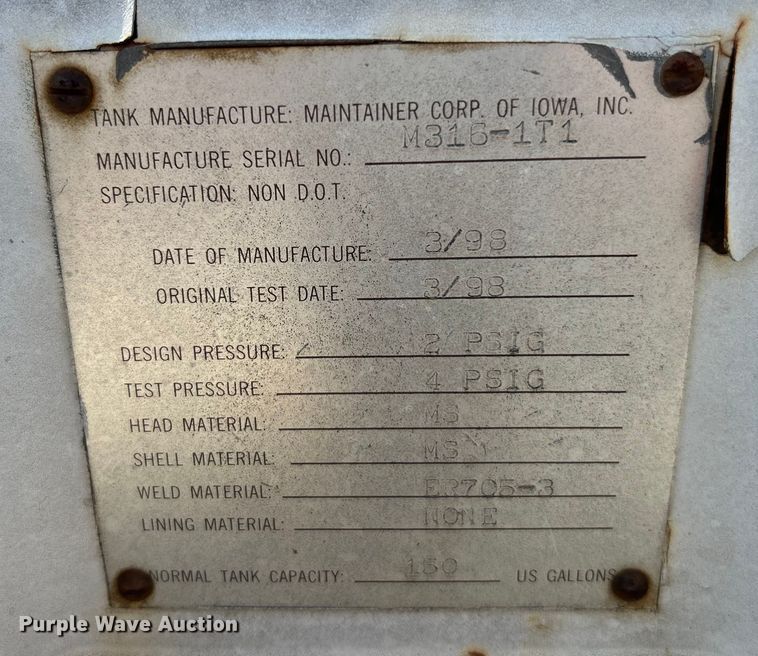 TANK MANUFACTURE: MAINTAINER CORP. OF IOWA, INC.
MANUFACTURE SERIAL NO.: M316-1T1
SPECIFICATION: NON D.O.T.
DATE OF MANUFACTURE: 3/98
ORIGINAL TEST DATE: 3/98
DESIGN PRESSURE: 2 PSIG
TEST PRESSURE: 4 PSIG
HEAD MATERIAL: MS
SHELL MATERIAL: MS
WELD MATERIAL: ER70S-3
LINING MATERIAL: NONE
NORMAL TANK CAPACITY: 150 US GALLONS
Purple Wave Auction